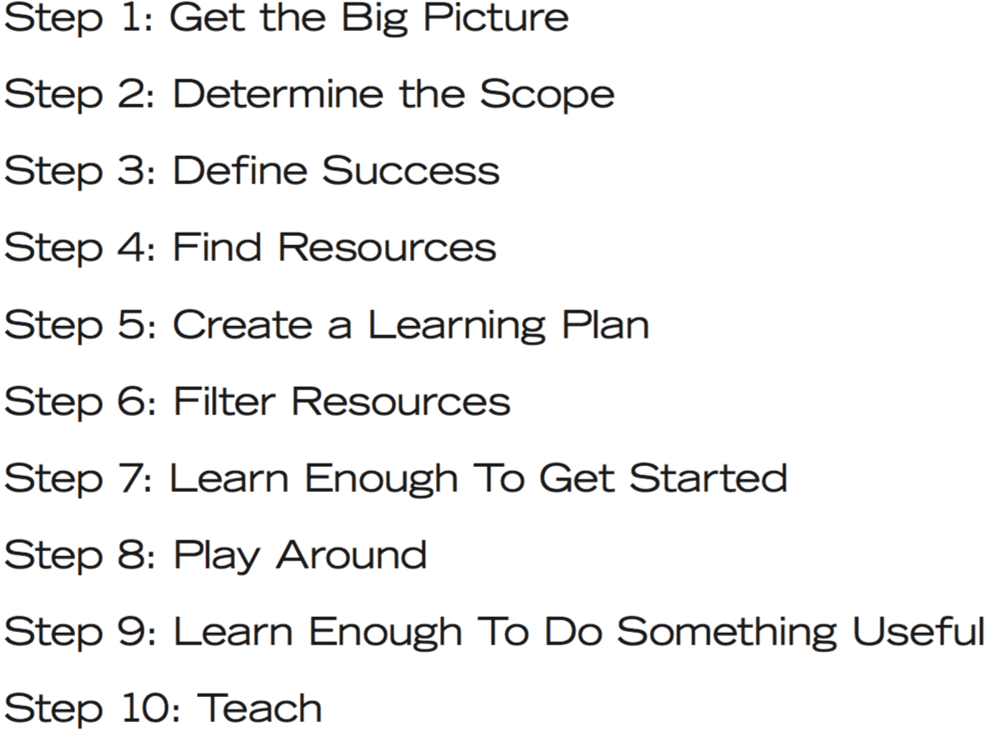 Step 1: Get the Big Picture
Step 2: Determine the Scope
Step 3: Define Success
Step 4: Find Resources
Step 5: Create a Learning Plan
Step 6: Filter Resources
Step 7: Learn Enough To Get Started
Step 8: Play Around
Step 9: Learn Enough To Do Something Useful
Step 10: Teach